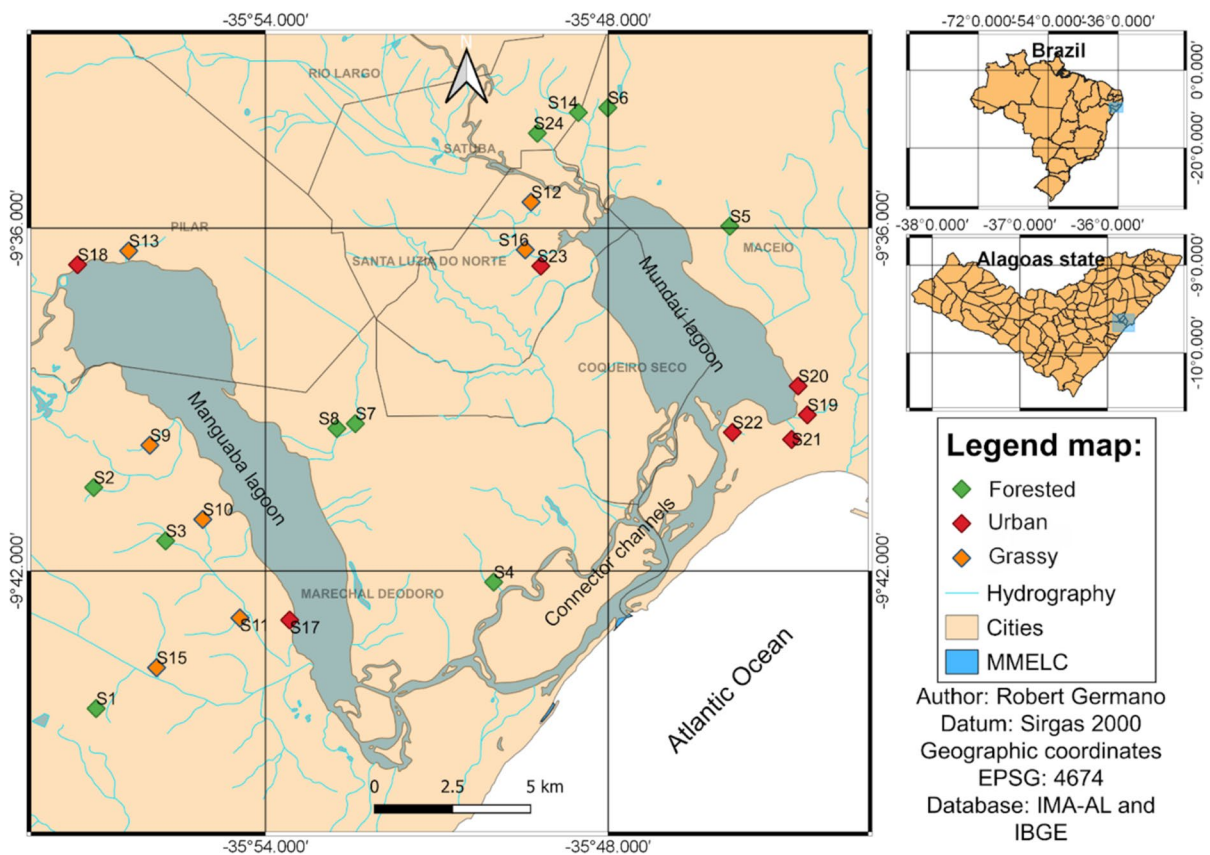 -35°54.000'
-35°48.000'
N
RIO LARGO
S14
S6
S24
SATUBA
S12
-9°36.000'
-9°36.000'
S5
PILAR
S13
S16
MACEIO
S18
SANTA LUZIA DO NORTE
S23
Mundaú lagoon
COQUEIRO SECO
S20
S19
S8
S7
S22
S21
Manguaba lagoon
S9
S2
S10
S3
Connector channels
-9°42.000'
-9°42.000'
S4
MARECHAL DEODORO
S11
S17
S15
Atlantic Ocean
S1
0
2.5
5 km
-35°54.000'
-35°48.000'
-72°0.000'
-54°0.000'
-36°0.000'
Brazil
0°0.000'
-20°0.000'
-38°0.000'
-37°0.000'
-36°0.000'
Alagoas state
-9°0.000'
-10°0.000'
Legend map:
Forested
Urban
Grassy
Hydrography
Cities
MMELC
Author: Robert Germano
Datum: Sirgas 2000
Geographic coordinates
EPSG: 4674
Database: IMA-AL and
IBGE